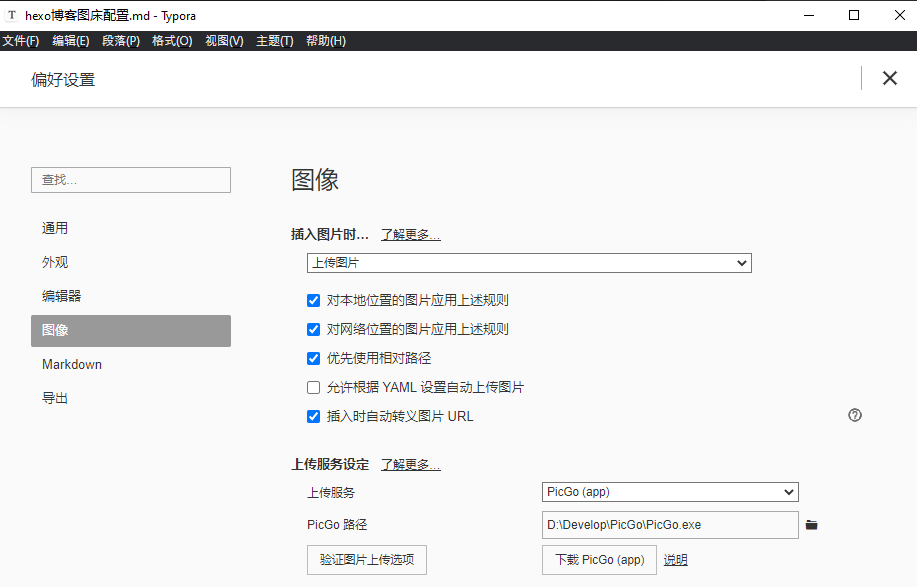 T hexo博客图床配置.md - Typora
文件(F) 编辑(E) 段落(P) 格式(O) 视图(V) 主题(T) 帮助(H)
偏好设置
查找...
通用
外观
编辑器
图像
Markdown
导出
图像
插入图片时... 了解更多...
上传图片
对本地位置的图片应用上述规则
对网络位置的图片应用上述规则
优先使用相对路径
允许根据 YAML 设置自动上传图片
插入时自动转义图片 URL
上传服务设定 了解更多...
上传服务 PicGo (app)
PicGo 路径 D:\Develop\PicGo\PicGo.exe
验证图片上传选项 下载 PicGo (app) 说明